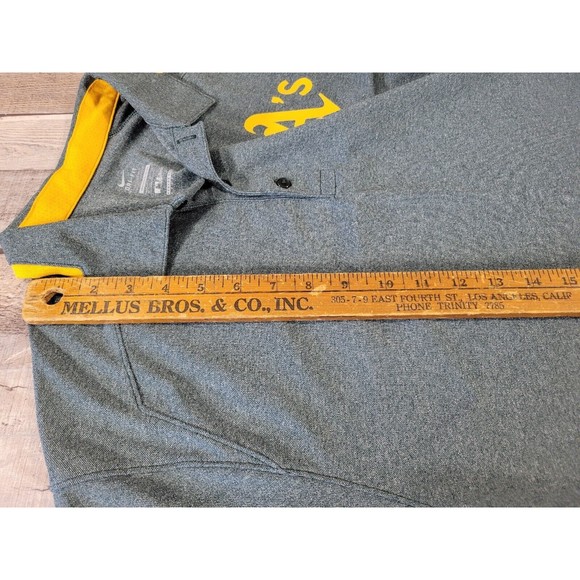 A's
2 3 4 5 6 7 8 9 10 11 12 13 14 15
MELLUS BROS. & CO., INC.
305-7-9 EAST FOURTH ST., LOS ANGELES, CALIF
PHONE TRINITY 7785